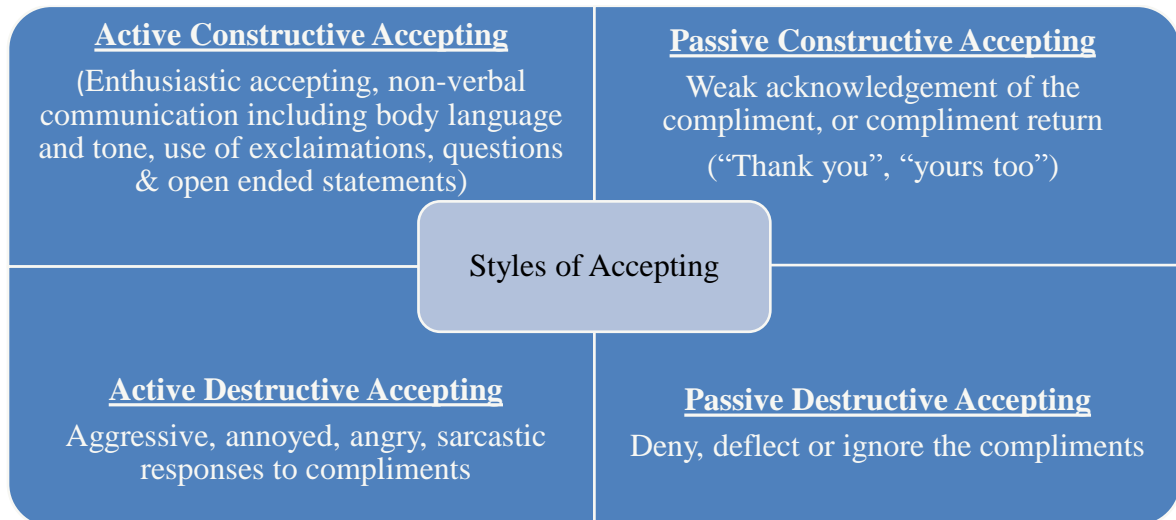 Active Constructive Accepting
(Enthusiastic accepting, non-verbal
communication including body language
and tone, use of exclaimations, questions
& open ended statements)
Passive Constructive Accepting
Weak acknowledgement of the
compliment, or compliment return
(“Thank you”, “yours too”)
Styles of Accepting
Active Destructive Accepting
Aggressive, annoyed, angry, sarcastic
responses to compliments
Passive Destructive Accepting
Deny, deflect or ignore the compliments